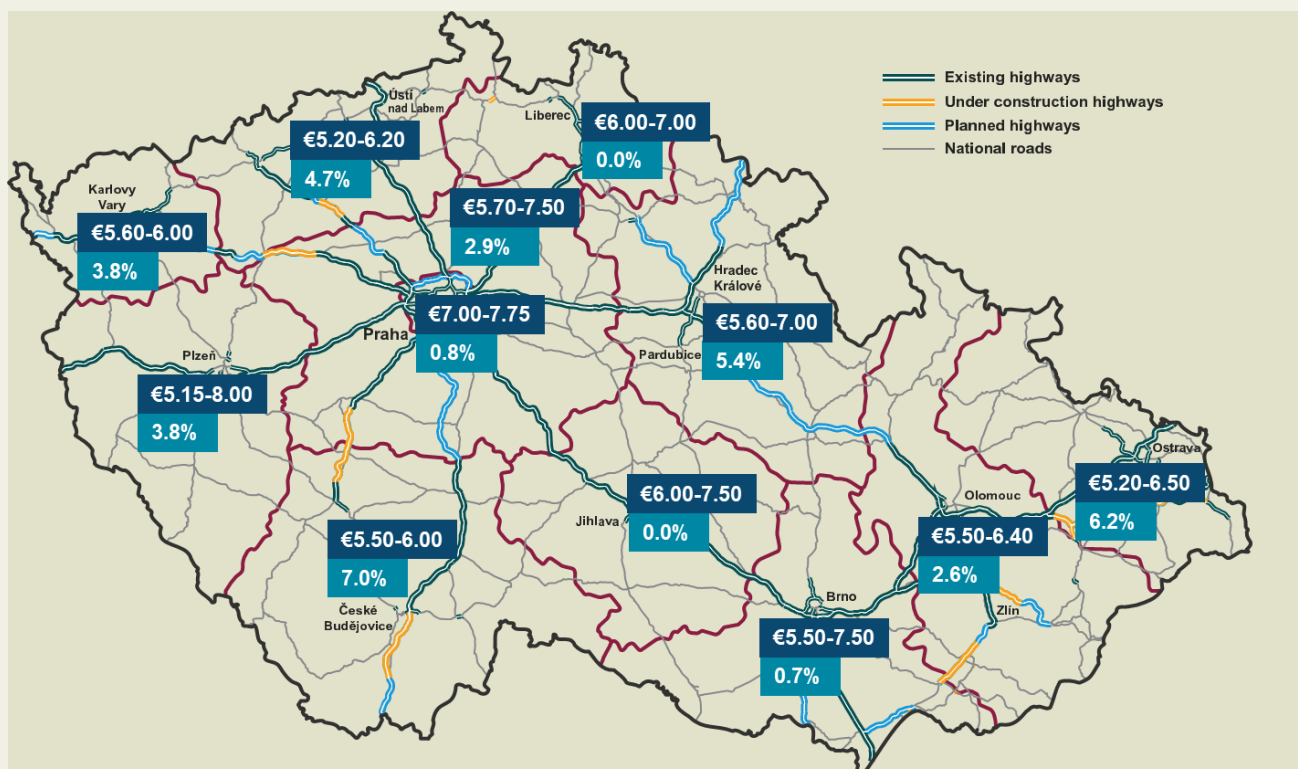 Existing highways
Under construction highways
Planned highways
National roads
Ústí
nad Labem
Liberec
€6.00-7.00
0.0%
€5.20-6.20
4.7%
Karlovy
Vary
€5.60-6.00
3.8%
€5.70-7.50
2.9%
Hradec
Králové
Praha
€7.00-7.75
0.8%
Pardubice
€5.60-7.00
5.4%
Plzeň
€5.15-8.00
3.8%
Ostrava
€5.20-6.50
6.2%
Jihlava
€6.00-7.50
0.0%
Olomouc
€5.50-6.40
2.6%
€5.50-6.00
7.0%
České
Budějovice
Brno
Zlín
€5.50-7.50
0.7%